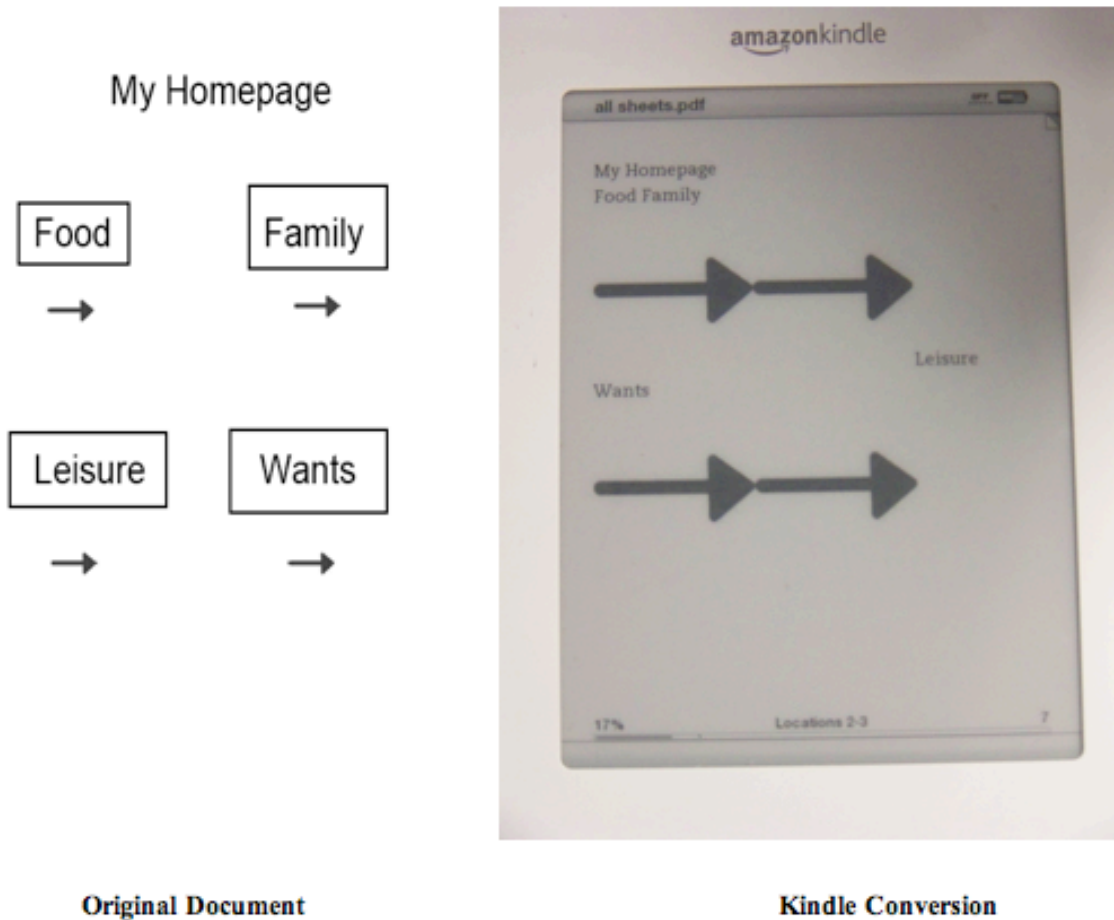 My Homepage
Food
Family
Leisure
Wants
Original Document
amazonkindle
all sheets.pdf
My Homepage
Food Family
Leisure
Wants
17%
Locations 2-3
7
Kindle Conversion